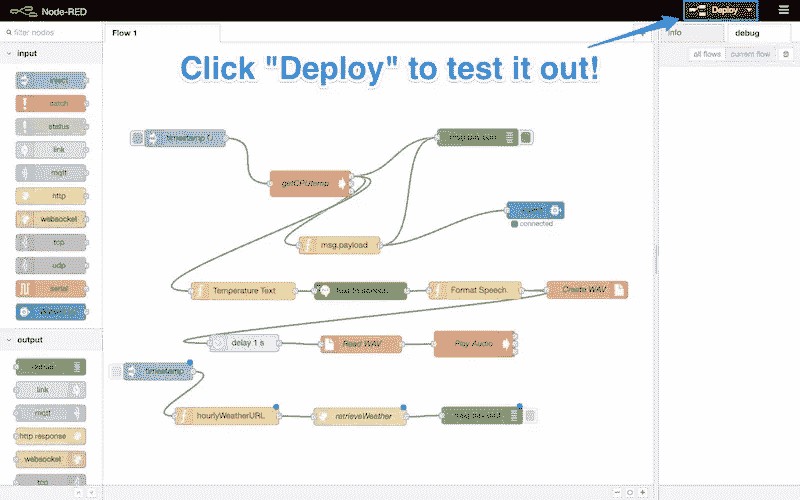 Node-RED
Deploy
filter nodes
Flow 1
info
debug
all flows
current flow
Click "Deploy" to test it out!
input
inject
catch
status
link
mqtt
http
websocket
tcp
udp
serial
output
debug
link
mqtt
http response
websocket
tcp
timestamp
msg.payload
getCPUtemp
msg.payload
connected
Temperature Text
Format Speech
Create WAV
delay 1 s
Read WAV
Play Audio
timestamp
hourlyWeatherURL
retrieveWeather
msg.payload